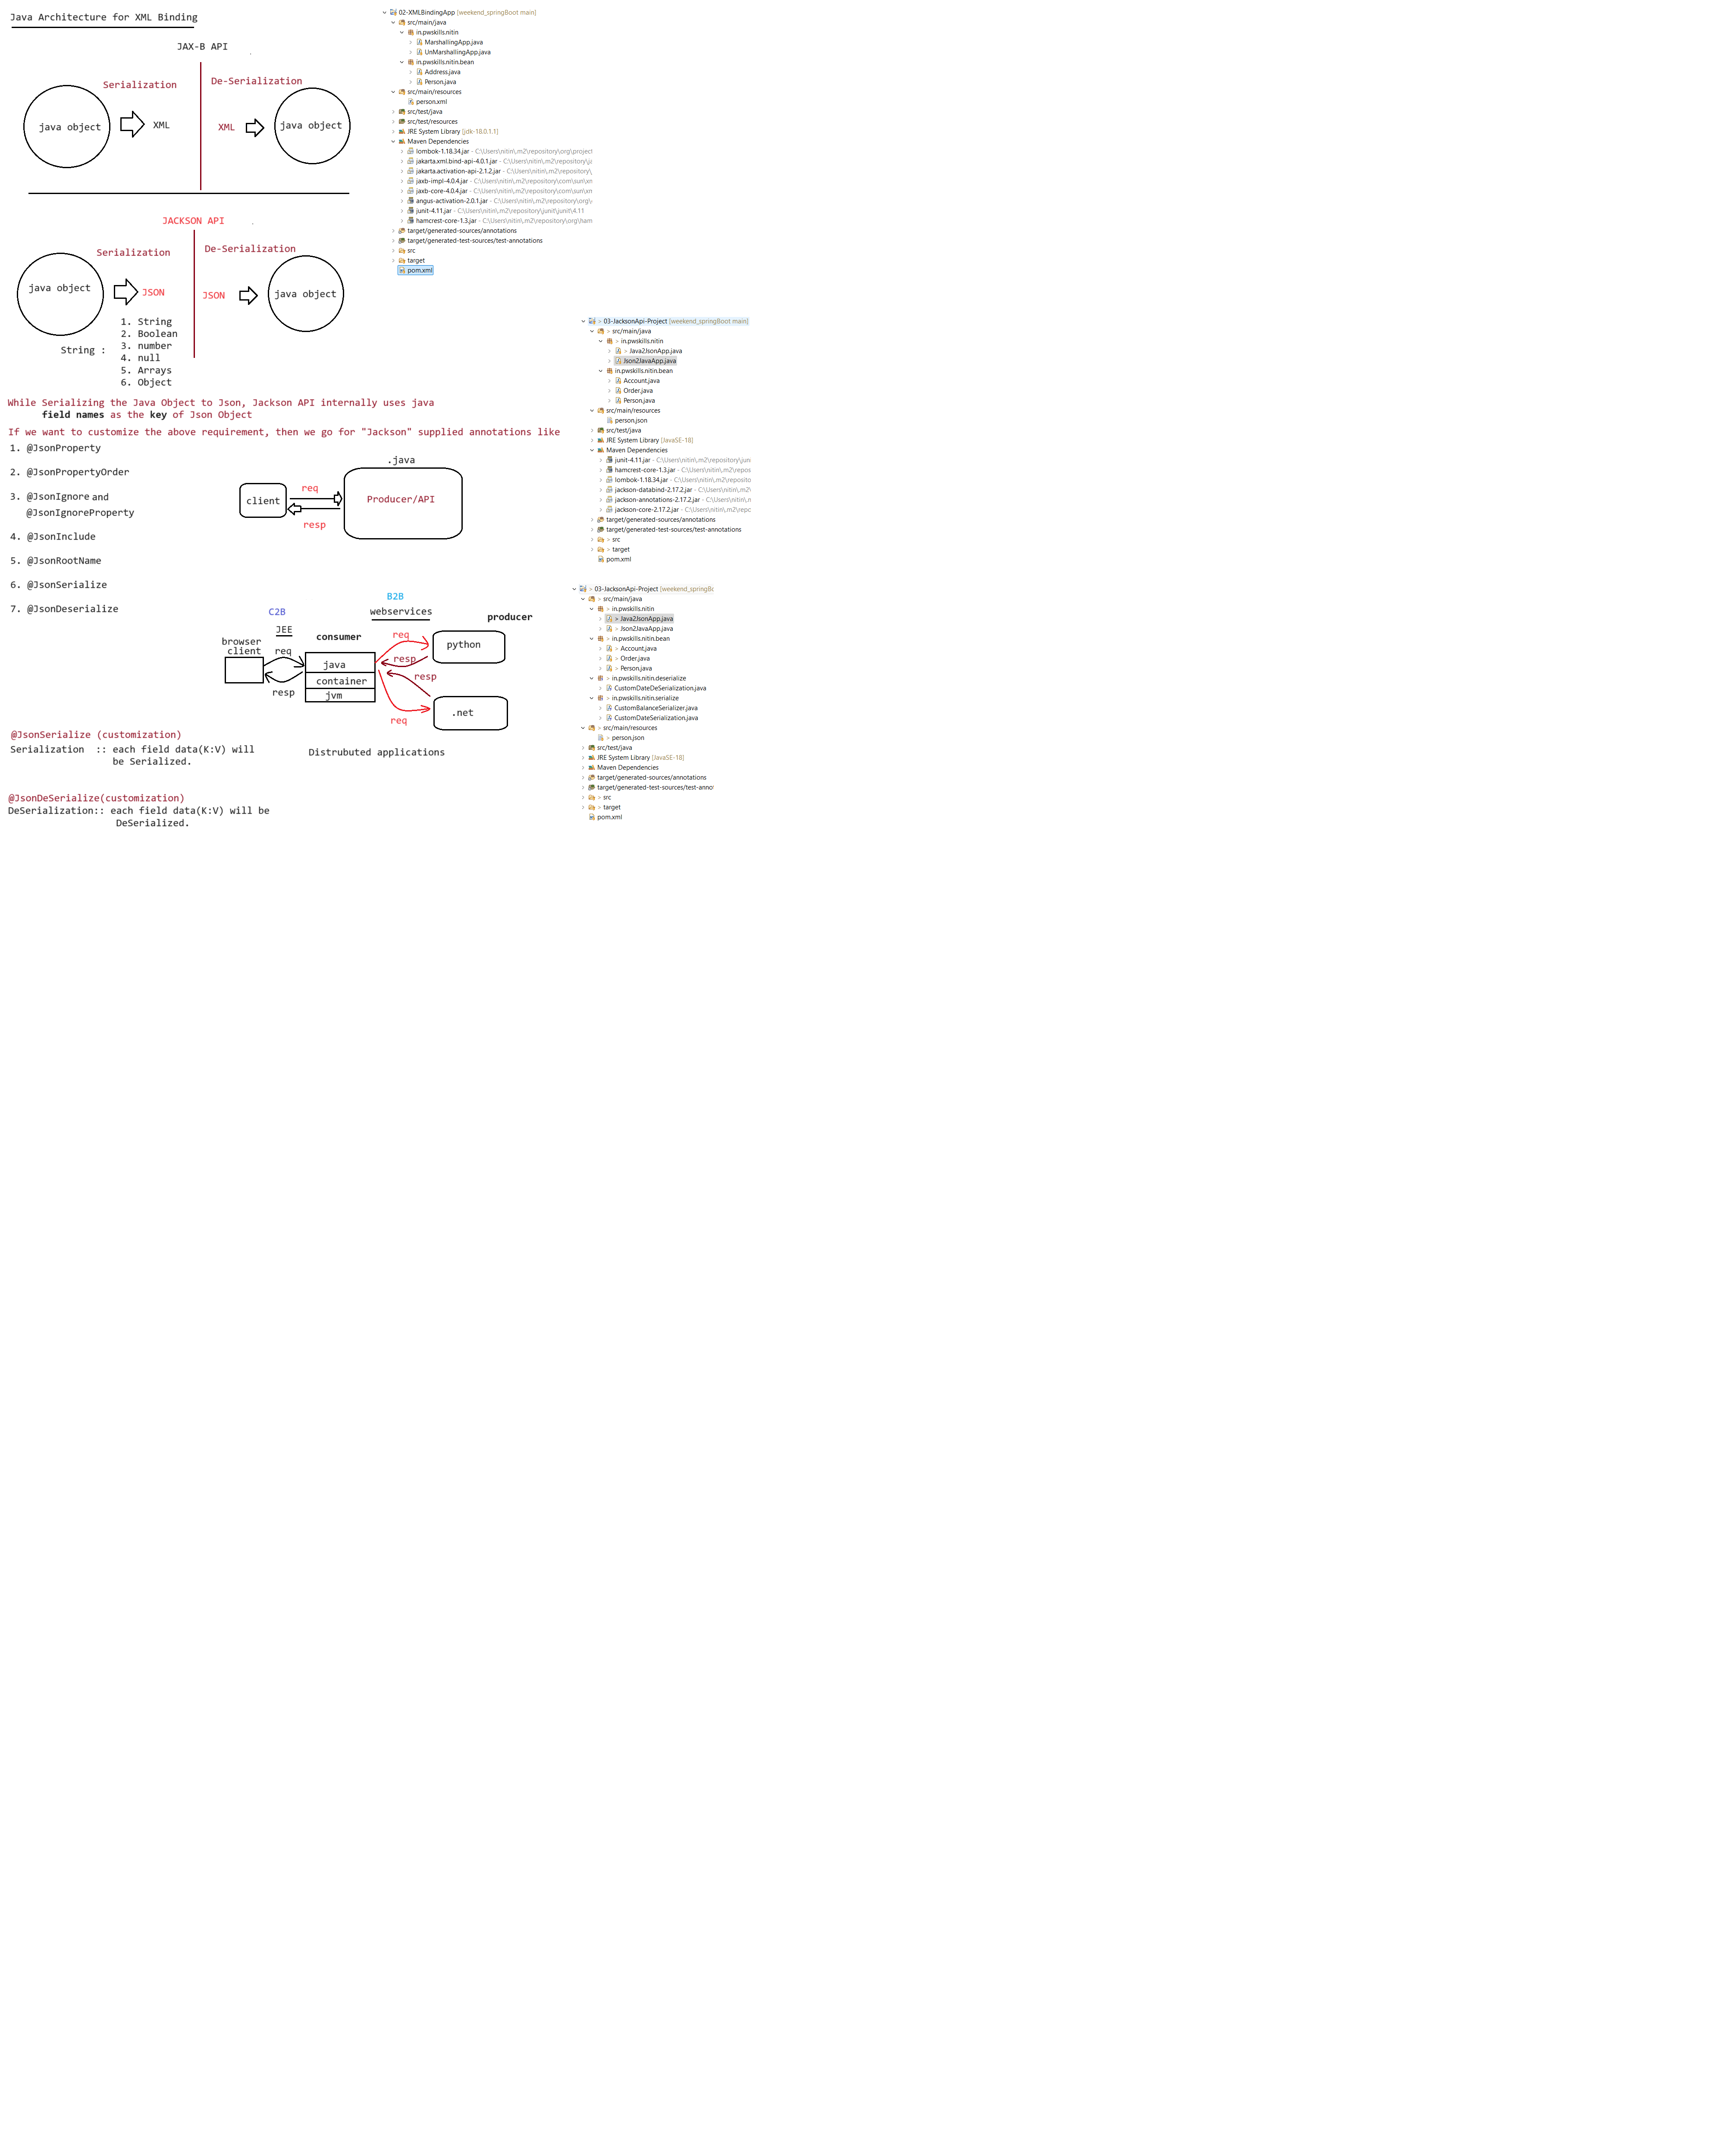 Java Architecture for XML Binding
JAX-B API
Serialization
De-Serialization
java object
XML
XML
java object
JACKSON API
Serialization
De-Serialization
java object
JSON
JSON
java object
String :
1. String
2. Boolean
3. number
4. null
5. Arrays
6. Object
While Serializing the Java Object to Json, Jackson API internally uses java
field names as the key of Json Object
If we want to customize the above requirement, then we go for "Jackson" supplied annotations like
1. @JsonProperty
2. @JsonPropertyOrder
3. @JsonIgnore and
@JsonIgnoreProperty
4. @JsonInclude
5. @JsonRootName
6. @JsonSerialize
7. @JsonDeserialize
.java
client
req
resp
Producer/API
B2B
C2B
webservices
producer
JEE
consumer
browser
client
req
resp
java
container
jvm
req
resp
resp
req
python
.net
Distrubuted applications
@JsonSerialize (customization)
Serialization :: each field data(K:V) will
be Serialized.
@JsonDeSerialize(customization)
DeSerialization:: each field data(K:V) will be
DeSerialized.
02-XMLBindingApp [weekend_springBoot main]
src/main/java
in.pwskills.nitin
MarshallingApp.java
UnMarshallingApp.java
in.pwskills.nitin.bean
Address.java
Person.java
src/main/resources
person.xml
src/test/java
src/test/resources
JRE System Library [jdk-18.0.1.1]
Maven Dependencies
lombok-1.18.34.jar - C:\Users\nitin\.m2\repository\org\project
jakarta.xml.bind-api-4.0.1.jar - C:\Users\nitin\.m2\repository\ja
jakarta.activation-api-2.1.2.jar - C:\Users\nitin\.m2\repository\
jaxb-impl-4.0.4.jar - C:\Users\nitin\.m2\repository\com\sun\xn
jaxb-core-4.0.4.jar - C:\Users\nitin\.m2\repository\com\sun\xn
angus-activation-2.0.1.jar - C:\Users\nitin\.m2\repository\org\
junit-4.11.jar - C:\Users\nitin\.m2\repository\junit\junit\4.11
hamcrest-core-1.3.jar - C:\Users\nitin\.m2\repository\org\ham
target/generated-sources/annotations
target/generated-test-sources/test-annotations
src
target
pom.xml
> 03-JacksonApi-Project [weekend_springBoot main]
> src/main/java
> in.pwskills.nitin
> Java2JsonApp.java
Json2JavaApp.java
in.pwskills.nitin.bean
Account.java
Order.java
Person.java
src/main/resources
person.json
src/test/java
JRE System Library [JavaSE-18]
Maven Dependencies
junit-4.11.jar - C:\Users\nitin\.m2\repository\jun
hamcrest-core-1.3.jar - C:\Users\nitin\.m2\repos
lombok-1.18.34.jar - C:\Users\nitin\.m2\reposito
jackson-databind-2.17.2.jar - C:\Users\nitin\.m2\
jackson-annotations-2.17.2.jar - C:\Users\nitin\.n
jackson-core-2.17.2.jar - C:\Users\nitin\.m2\repc
target/generated-sources/annotations
target/generated-test-sources/test-annotations
> src
> target
pom.xml
> 03-JacksonApi-Project [weekend_springBo
> src/main/java
> in.pwskills.nitin
> Java2JsonApp.java
> Json2JavaApp.java
> in.pwskills.nitin.bean
> Account.java
> Order.java
> Person.java
in.pwskills.nitin.deserialize
CustomDateDeSerialization.java
in.pwskills.nitin.serialize
CustomBalanceSerializer.java
CustomDateSerialization.java
> src/main/resources
> person.json
src/test/java
JRE System Library [JavaSE-18]
Maven Dependencies
target/generated-sources/annotations
target/generated-test-sources/test-annot
> src
> target
pom.xml